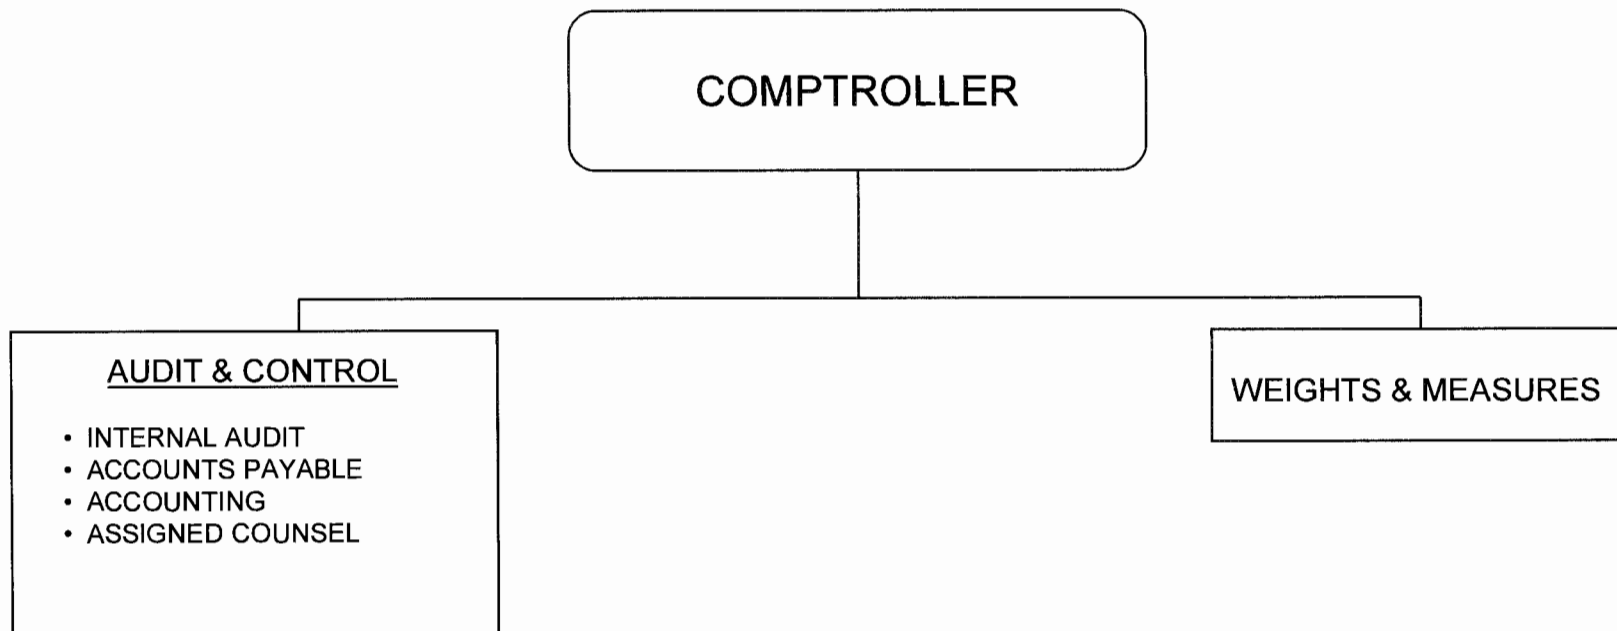 COMPTROLLER
AUDIT & CONTROL
• INTERNAL AUDIT
• ACCOUNTS PAYABLE
• ACCOUNTING
• ASSIGNED COUNSEL
WEIGHTS & MEASURES